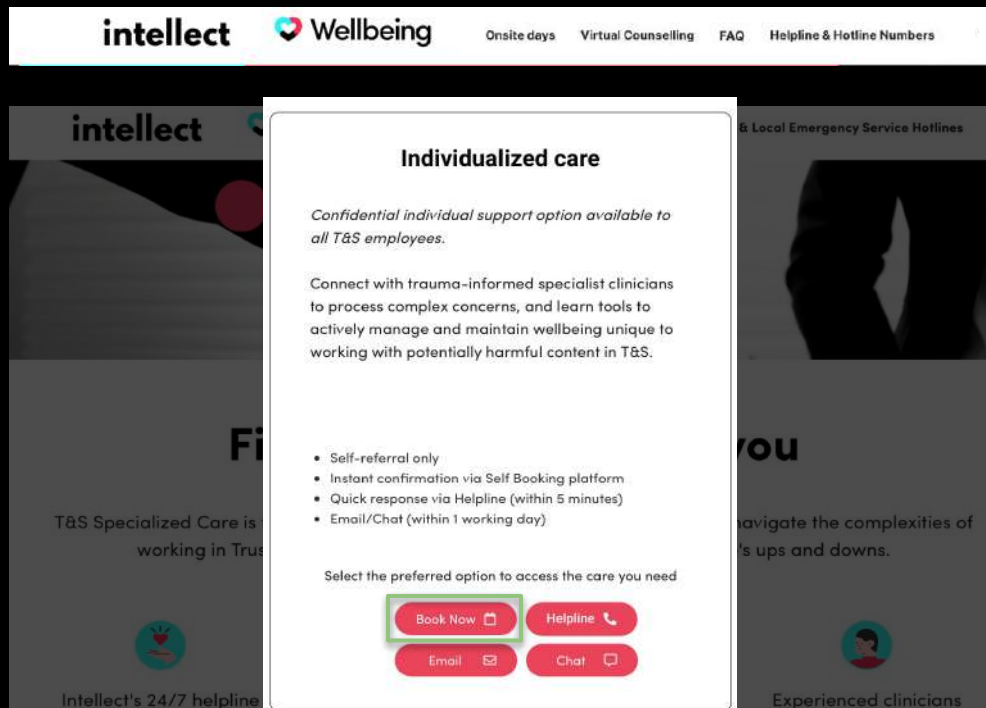 intellect Wellbeing Onsite days Virtual Counselling FAQ Helpline & Hotline Numbers
intellect & Local Emergency Service Hotlines
Individualized care
Confidential individual support option available to
all T&S employees.
Connect with trauma-informed specialist clinicians
to process complex concerns, and learn tools to
actively manage and maintain wellbeing unique to
working with potentially harmful content in T&S.
Fi you
• Self-referral only
• Instant confirmation via Self Booking platform
• Quick response via Helpline (within 5 minutes)
• Email/Chat (within 1 working day)
T&S Specialized Care is navigate the complexities of
working in Trus 's ups and downs.
Select the preferred option to access the care you need
Book Now Helpline
Email Chat
Intellect's 24/7 helpline Experienced clinicians